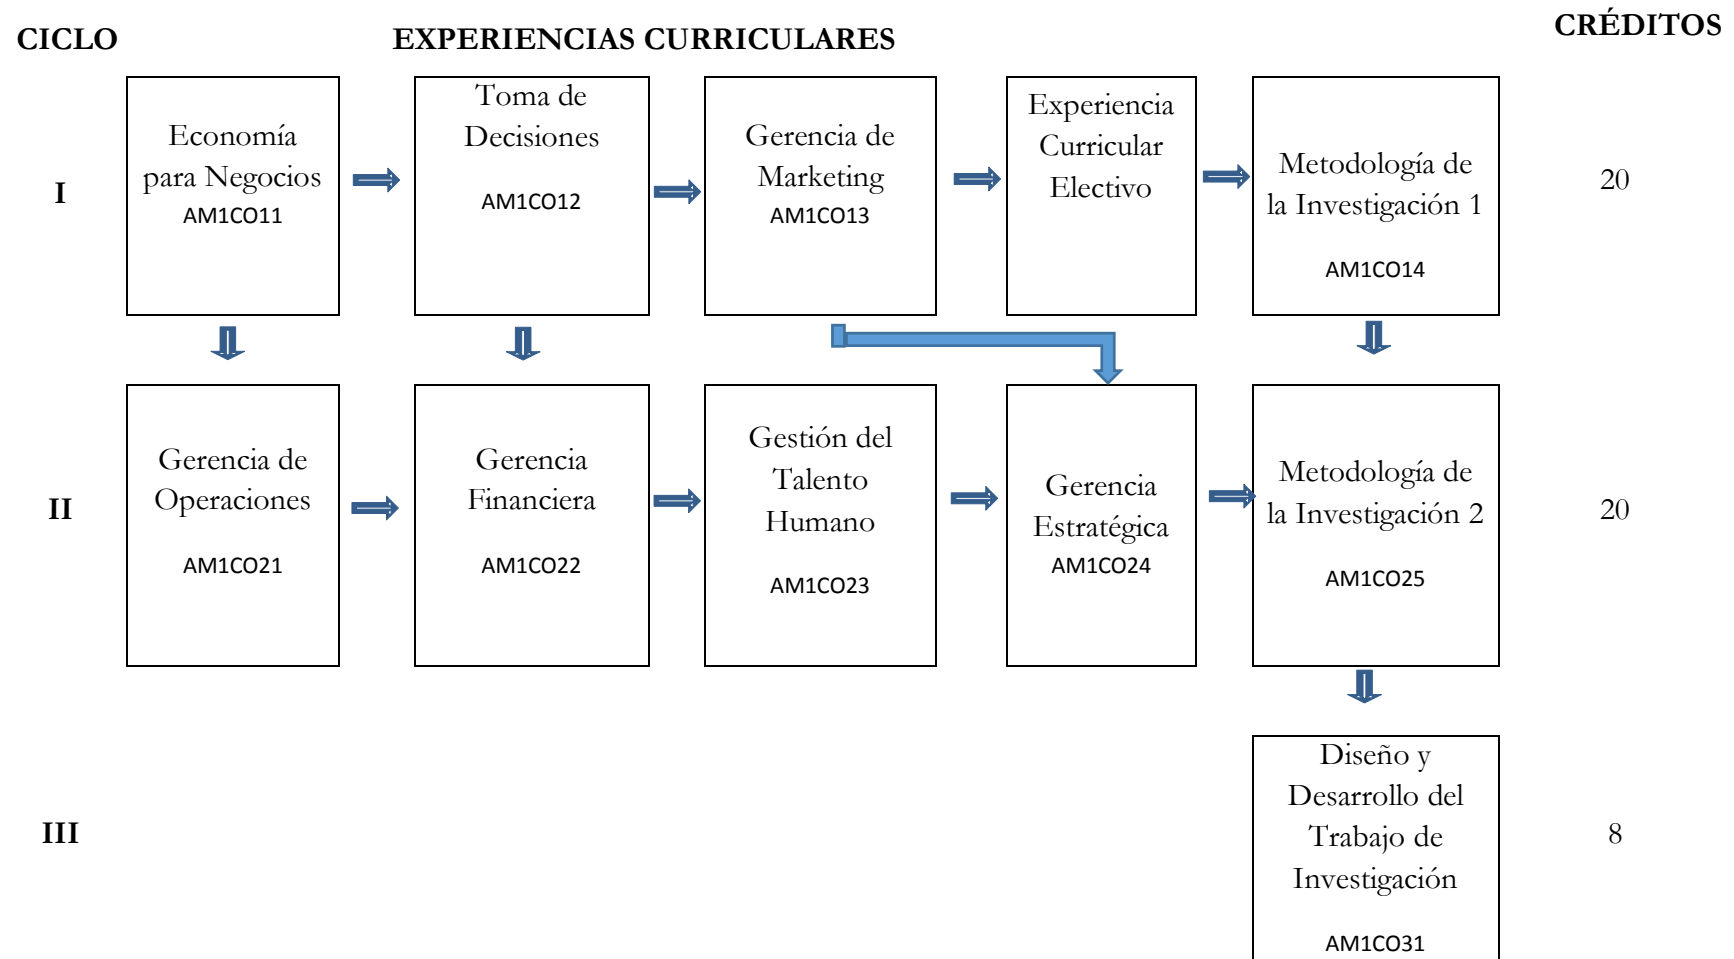 CICLO
EXPERIENCIAS CURRICULARES
CRÉDITOS
I
Economía
para Negocios
AM1CO11
Toma de
Decisiones
AM1CO12
Gerencia de
Marketing
AM1CO13
Experiencia
Curricular
Electivo
Metodología de
la Investigación 1
AM1CO14
20
II
Gerencia de
Operaciones
AM1CO21
Gerencia
Financiera
AM1CO22
Gestión del
Talento
Humano
AM1CO23
Gerencia
Estratégica
AM1CO24
Metodología de
la Investigación 2
AM1CO25
20
III
Diseño y
Desarrollo del
Trabajo de
Investigación
AM1CO31
8